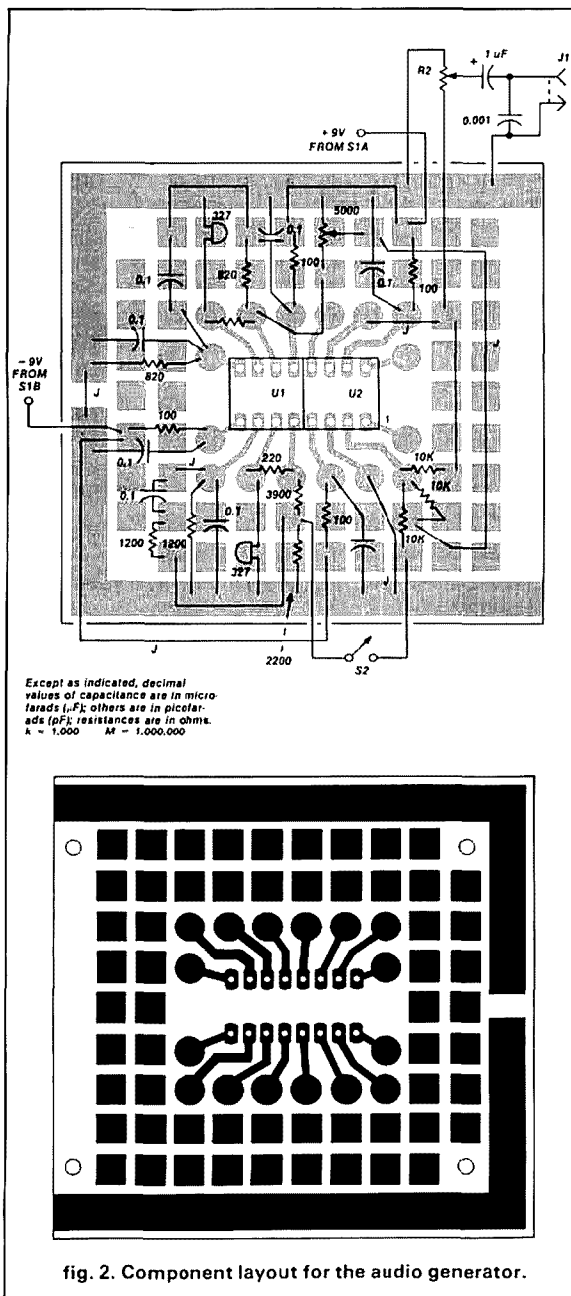 R2
+
1 uF
J1
0.001
+ 9V
FROM S1A
327
0.1
5000
820
100
0.1
100
0.1
0.1
820
- 9V
FROM
S1B
J
J
J
U1
U2
1
100
0.1
J
220
10K
0.1
0.1
3900
10K
1200
1200
100
10K
327
J
J
2200
S2
Except as indicated, decimal
values of capacitance are in micro-
farads (µF); others are in picofar-
ads (pF); resistances are in ohms.
k = 1.000 M = 1.000.000
fig. 2. Component layout for the audio generator.